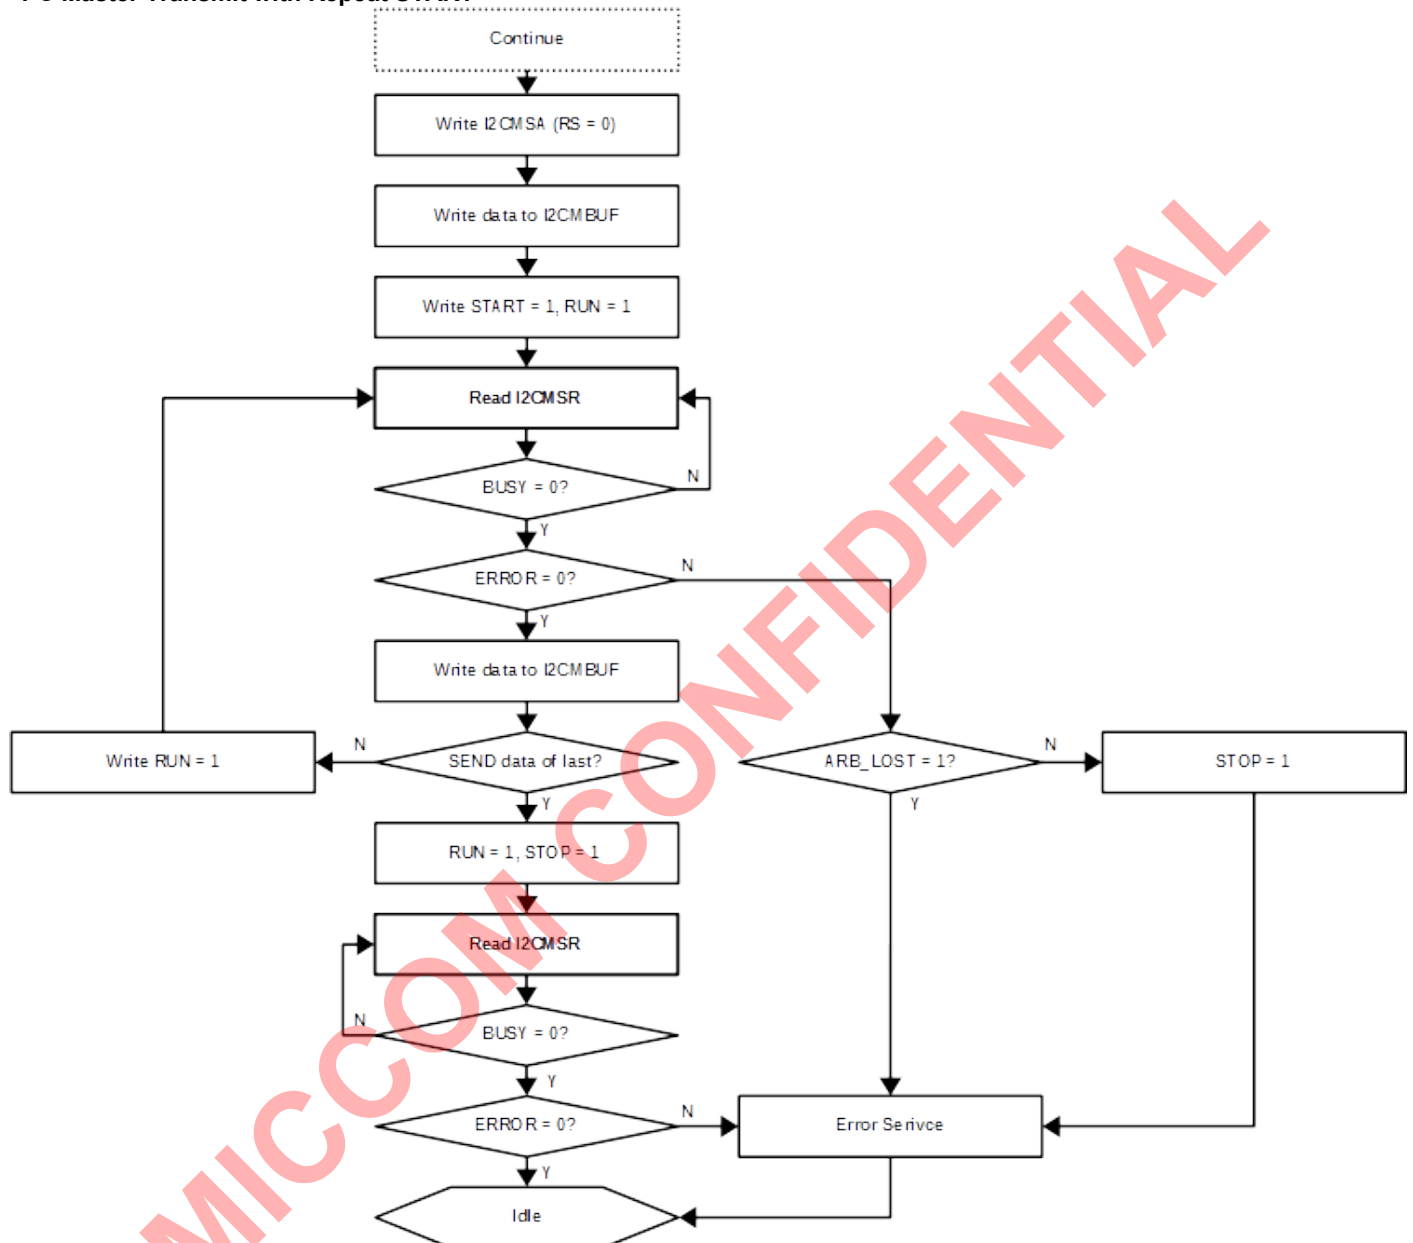 Continue
Write I2CMSA (RS = 0)
Write data to I2CMBUF
Write START = 1, RUN = 1
Read I2CMSR
BUSY = 0?
N
Y
ERROR = 0?
N
Y
Write data to I2CMBUF
Write RUN = 1
N
SEND data of last?
Y
ARB_LOST = 1?
N
Y
STOP = 1
RUN = 1, STOP = 1
Read I2CMSR
N
BUSY = 0?
Y
ERROR = 0?
N
Y
Error Serivce
Idle
MICCOM CONFIDENTIAL